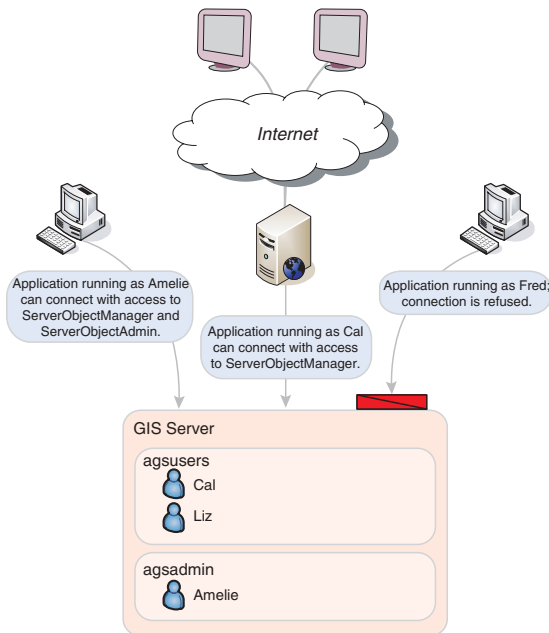 Internet
Application running as Amelie
can connect with access to
ServerObjectManager and
ServerObjectAdmin.
Application running as Cal
can connect with access
to ServerObjectManager.
Application running as Fred;
connection is refused.
GIS Server
agsusers
Cal
Liz
agsadmin
Amelie